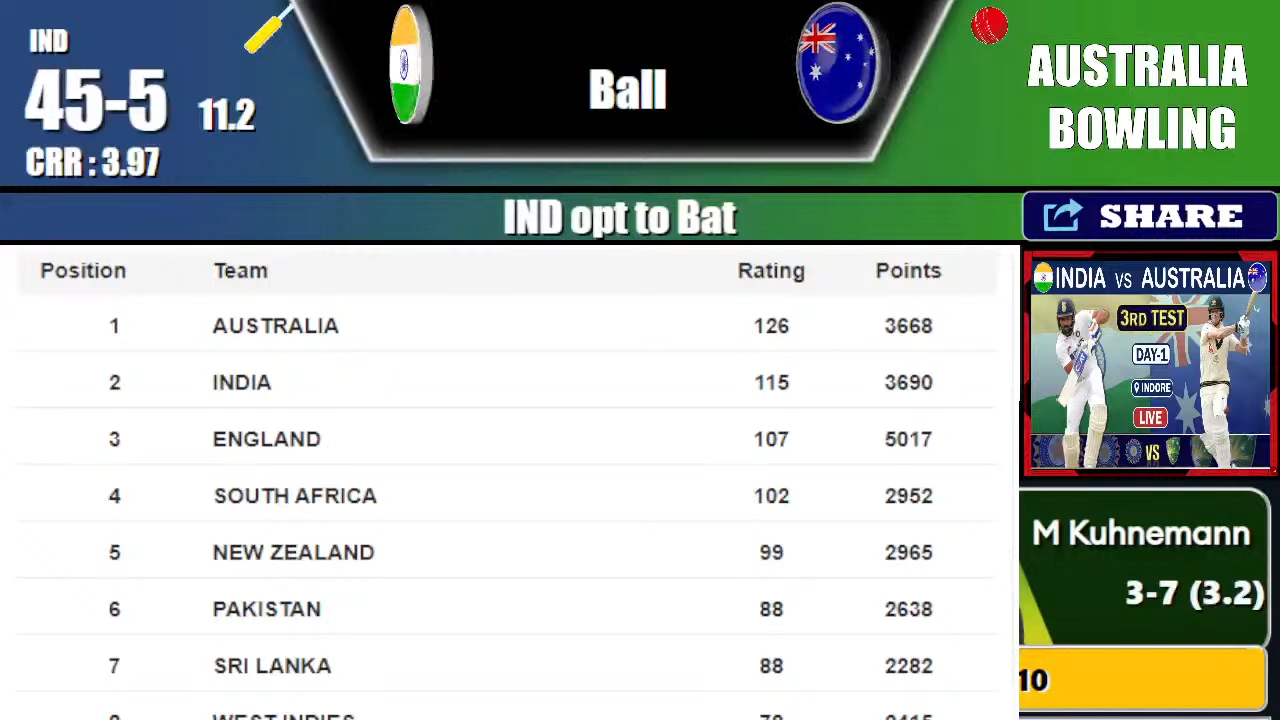 IND
45-5 11.2
CRR : 3.97
Ball
AUSTRALIA
BOWLING
IND opt to Bat
SHARE
Position Team Rating Points
1 AUSTRALIA 126 3668
2 INDIA 115 3690
3 ENGLAND 107 5017
4 SOUTH AFRICA 102 2952
5 NEW ZEALAND 99 2965
6 PAKISTAN 88 2638
7 SRI LANKA 88 2282
INDIA VS AUSTRALIA
3RD TEST
DAY-1
INDORE
LIVE
VS
M Kuhnemann
3-7 (3.2)
10